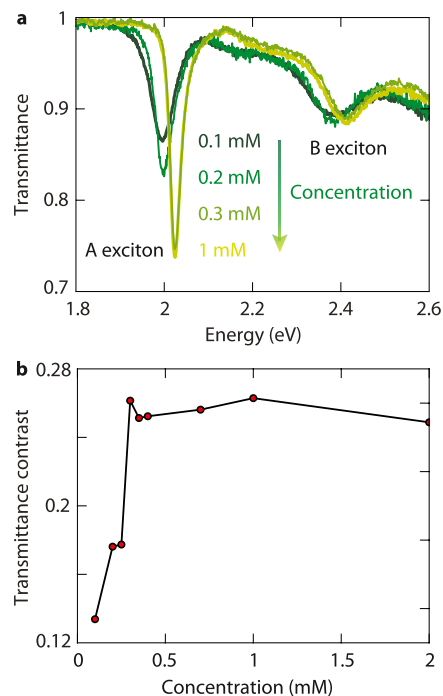 a
1
0.9
0.8
0.7
Transmittance
0.1 mM
0.2 mM
0.3 mM
1 mM
A exciton
B exciton
Concentration
1.8 2 2.2 2.4 2.6
Energy (eV)
b
0.28
0.2
0.12
Transmittance contrast
0 0.5 1 1.5 2
Concentration (mM)